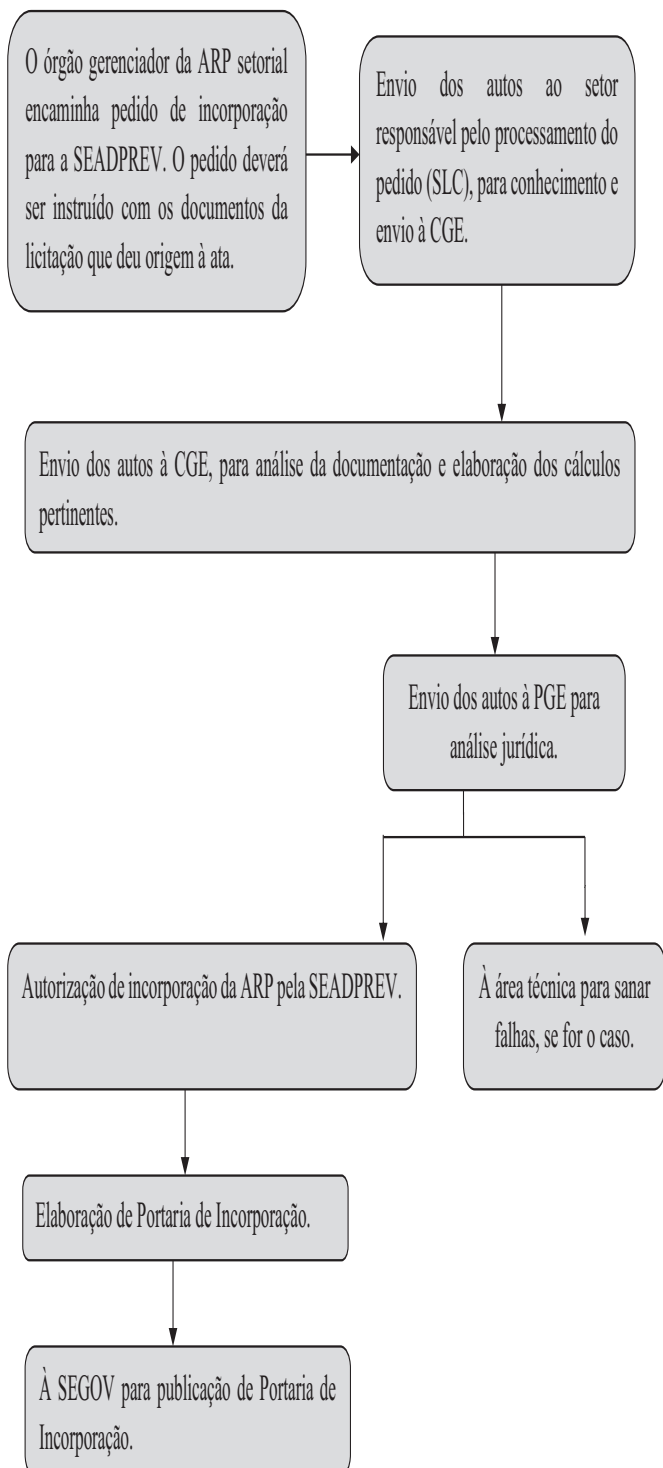 O órgão gerenciador da ARP setorial
encaminha pedido de incorporação
para a SEADPREV. O pedido deverá
ser instruído com os documentos da
licitação que deu origem à ata.
Envio dos autos ao setor
responsável pelo processamento do
pedido (SLC), para conhecimento e
envio à CGE.
Envio dos autos à CGE, para análise da documentação e elaboração dos cálculos
pertinentes.
Envio dos autos à PGE para
análise jurídica.
Autorização de incorporação da ARP pela SEADPREV.
À área técnica para sanar
falhas, se for o caso.
Elaboração de Portaria de Incorporação.
À SEGOV para publicação de Portaria de
Incorporação.